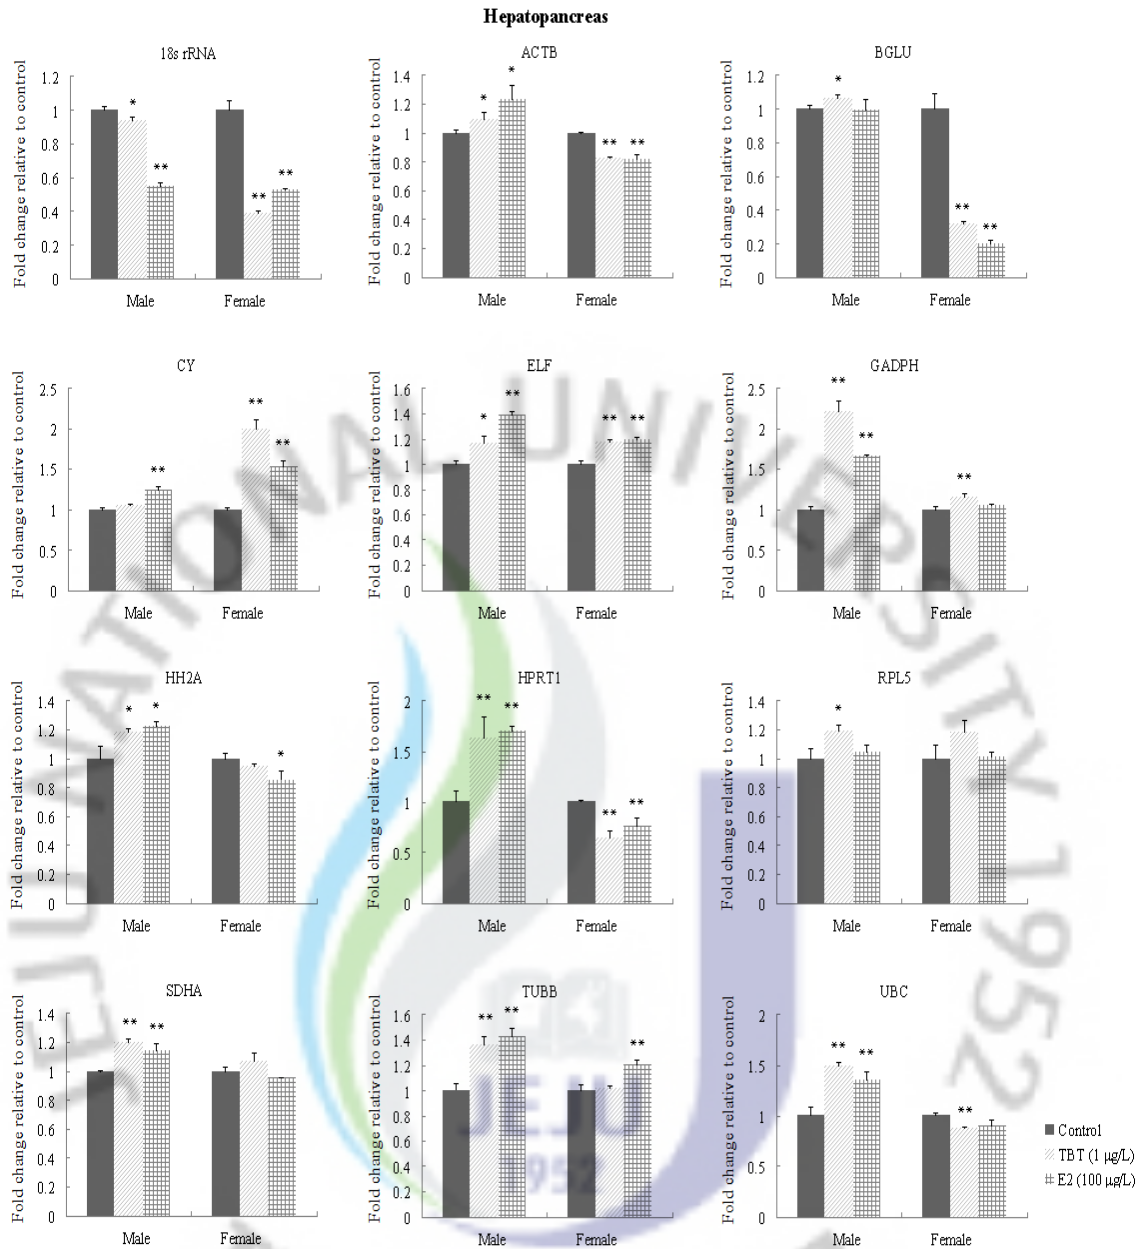 Hepatopancreas
18s rRNA
Fold change relative to control
1.2
1
0.8
0.6
0.4
0.2
0
*
**
**
**
Male
Female
ACTB
Fold change relative to control
1.4
1.2
1
0.8
0.6
0.4
0.2
0
*
*
**
**
Male
Female
BGLU
Fold change relative to control
1.2
1
0.8
0.6
0.4
0.2
0
*
**
**
Male
Female
CY
Fold change relative to control
2.5
2
1.5
1
0.5
0
**
**
**
Male
Female
ELF
Fold change relative to control
1.6
1.4
1.2
1
0.8
0.6
0.4
0.2
0
*
**
**
**
Male
Female
GADPH
Fold change relative to control
2.5
2
1.5
1
0.5
0
**
**
**
Male
Female
HH2A
Fold change relative to control
1.4
1.2
1
0.8
0.6
0.4
0.2
0
*
*
*
Male
Female
HPRT1
Fold change relative to control
2
1.5
1
0.5
0
**
**
**
**
Male
Female
RPL5
Fold change relative to control
1.4
1.2
1
0.8
0.6
0.4
0.2
0
*
Male
Female
SDHA
Fold change relative to control
1.4
1.2
1
0.8
0.6
0.4
0.2
0
**
**
Male
Female
TUBB
Fold change relative to control
1.6
1.4
1.2
1
0.8
0.6
0.4
0.2
0
**
**
**
Male
Female
UBC
Fold change relative to control
2
1.5
1
0.5
0
**
**
**
Male
Female
Control
TBT (1 μg/L)
E2 (100 μg/L)
JEJU NATIONAL UNIVERSITY 1952
JEJU
1952